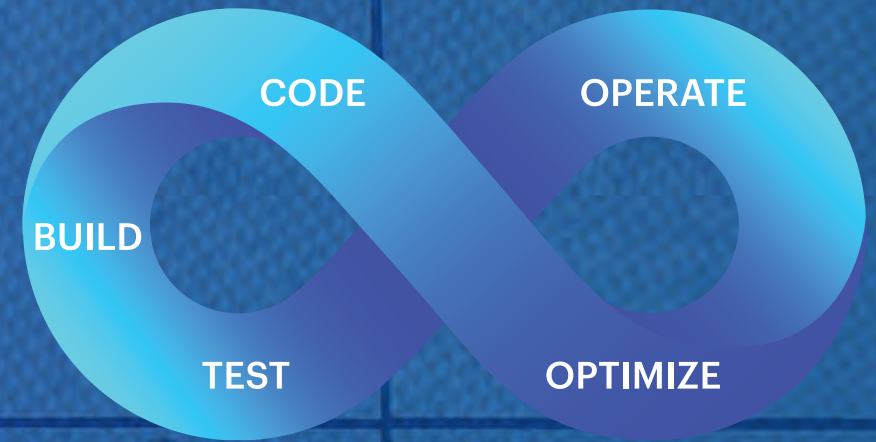 CODE
OPERATE
BUILD
TEST
OPTIMIZE